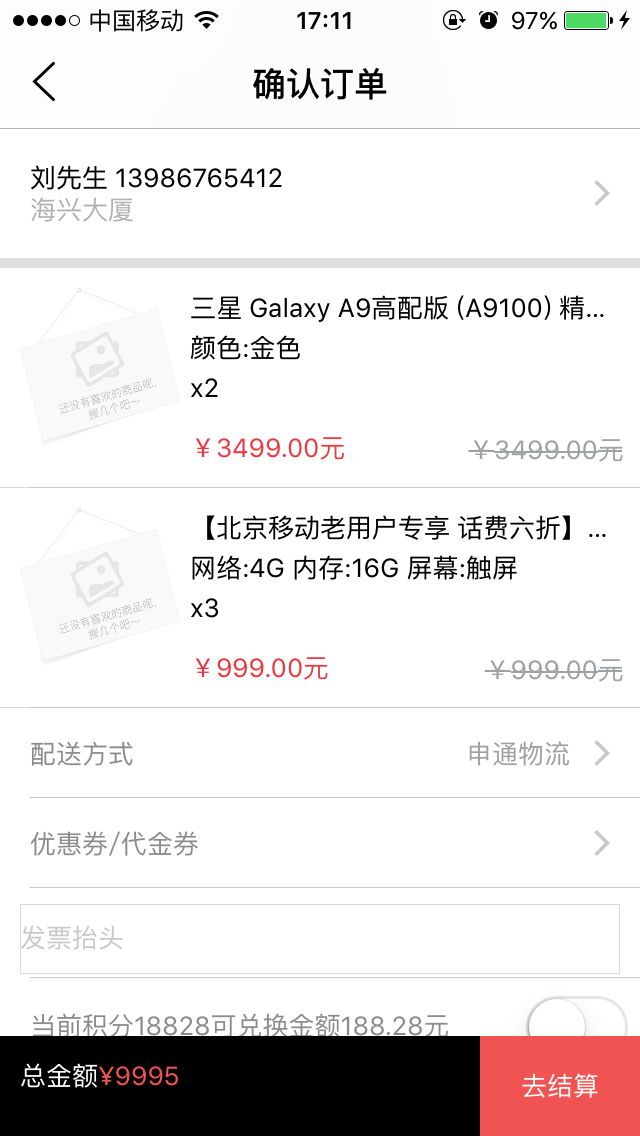 中国移动 17:11 97%
确认订单
刘先生 13986765412
海兴大厦
三星 Galaxy A9高配版 (A9100) 精...
颜色:金色
x2
￥3499.00元 ￥3499.00元
还没有喜欢的商品呢,
搜几个吧~
【北京移动老用户专享 话费六折】...
网络:4G 内存:16G 屏幕:触屏
x3
￥999.00元 ￥999.00元
还没有喜欢的商品呢,
搜几个吧~
配送方式 申通物流
优惠券/代金券
发票抬头
当前积分18828可兑换金额188.28元
总金额¥9995 去结算